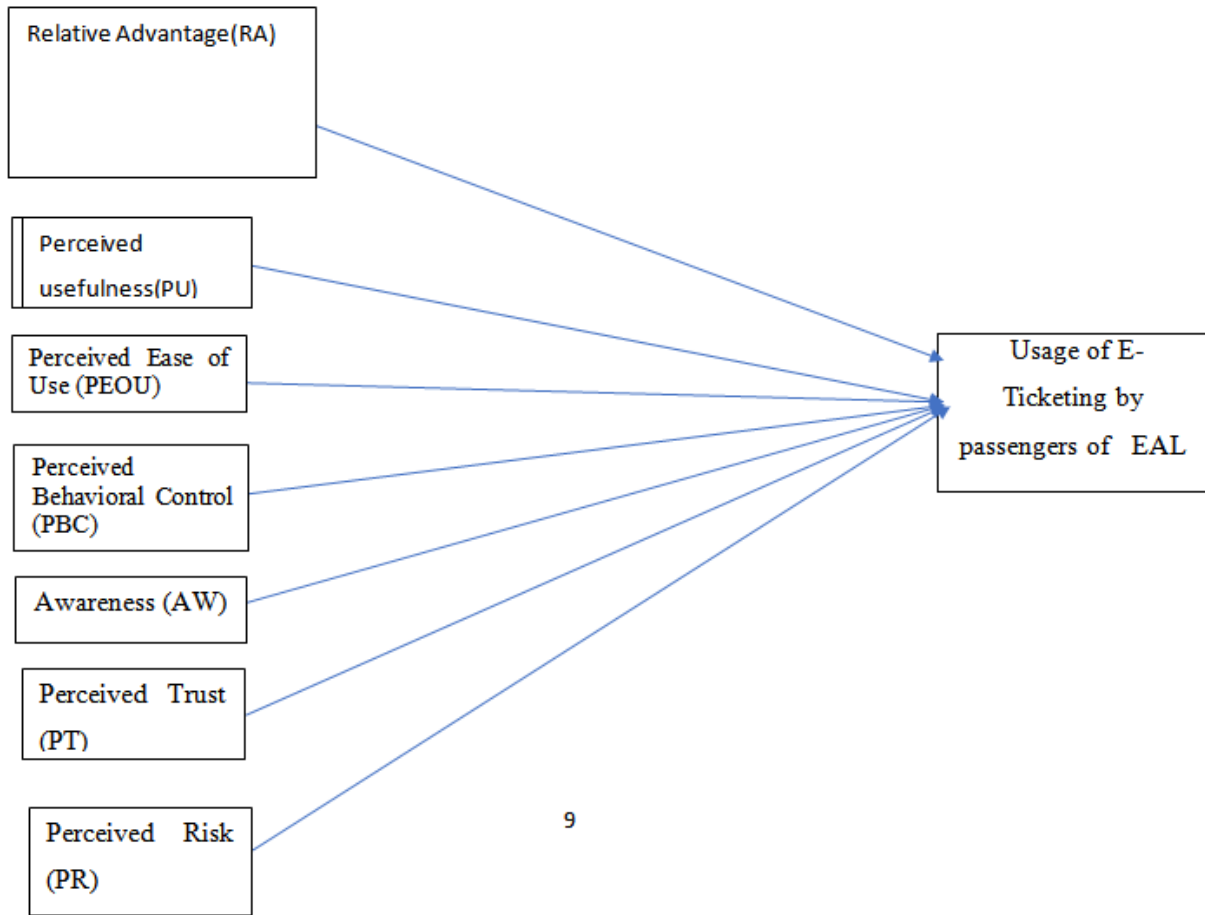 Relative Advantage(RA)
Perceived
usefulness(PU)
Perceived Ease of
Use (PEOU)
Perceived
Behavioral Control
(PBC)
Awareness (AW)
Perceived Trust
(PT)
Perceived Risk
(PR)
Usage of E-
Ticketing by
passengers of EAL
9